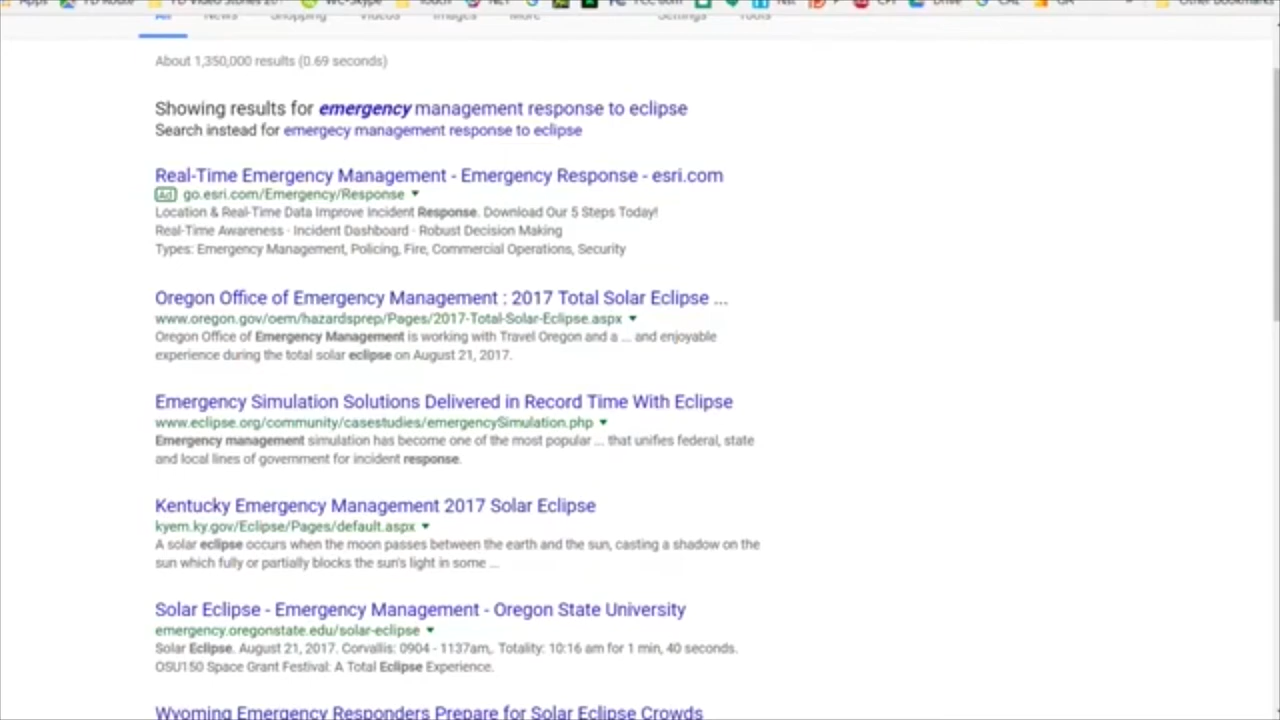 Apps
All News Shopping Videos Images More Settings Tools
About 1,350,000 results (0.69 seconds)
Showing results for emergency management response to eclipse
Search instead for emergecy management response to eclipse
Real-Time Emergency Management - Emergency Response - esri.com
Ad go.esri.com/Emergency/Response
Location & Real-Time Data Improve Incident Response. Download Our 5 Steps Today!
Real-Time Awareness · Incident Dashboard · Robust Decision Making
Types: Emergency Management, Policing, Fire, Commercial Operations, Security
Oregon Office of Emergency Management : 2017 Total Solar Eclipse ...
www.oregon.gov/oem/hazardsprep/Pages/2017-Total-Solar-Eclipse.aspx
Oregon Office of Emergency Management is working with Travel Oregon and a ... and enjoyable
experience during the total solar eclipse on August 21, 2017.
Emergency Simulation Solutions Delivered in Record Time With Eclipse
www.eclipse.org/community/casestudies/emergencySimulation.php
Emergency management simulation has become one of the most popular ... that unifies federal, state
and local lines of government for incident response.
Kentucky Emergency Management 2017 Solar Eclipse
kyem.ky.gov/Eclipse/Pages/default.aspx
A solar eclipse occurs when the moon passes between the earth and the sun, casting a shadow on the
sun which fully or partially blocks the sun's light in some ...
Solar Eclipse - Emergency Management - Oregon State University
emergency.oregonstate.edu/solar-eclipse
Solar Eclipse. August 21, 2017. Corvallis: 0904 - 1137am, Totality: 10:16 am for 1 min, 40 seconds.
OSU150 Space Grant Festival: A Total Eclipse Experience.
Wyoming Emergency Responders Prepare for Solar Eclipse Crowds